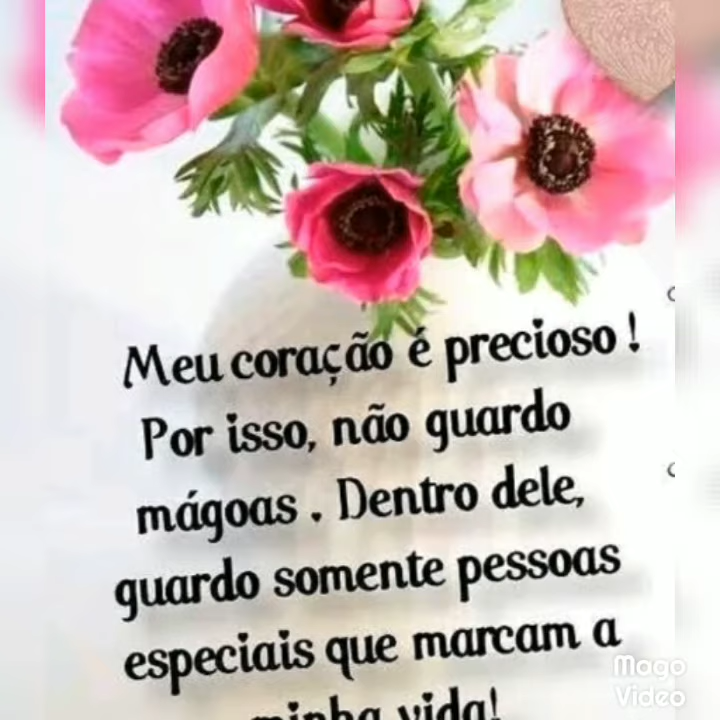 Meu coração é precioso !
Por isso, não guardo
mágoas . Dentro dele,
guardo somente pessoas
especiais que marcam a
minha vida!
Mago
Video